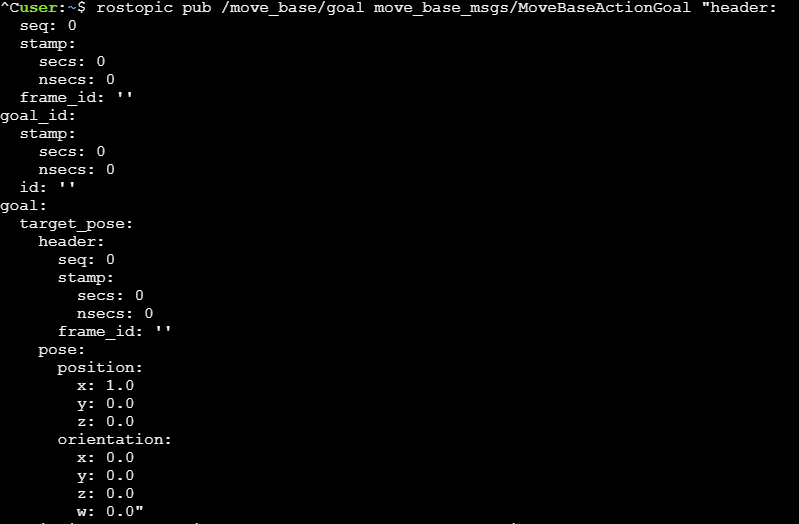 ^Cuser:~$ rostopic pub /move_base/goal move_base_msgs/MoveBaseActionGoal "header:
  seq: 0
  stamp:
    secs: 0
    nsecs: 0
  frame_id: ''
goal_id:
  stamp:
    secs: 0
    nsecs: 0
  id: ''
goal:
  target_pose:
    header:
      seq: 0
      stamp:
        secs: 0
        nsecs: 0
      frame_id: ''
    pose:
      position:
        x: 1.0
        y: 0.0
        z: 0.0
      orientation:
        x: 0.0
        y: 0.0
        z: 0.0
        w: 0.0"